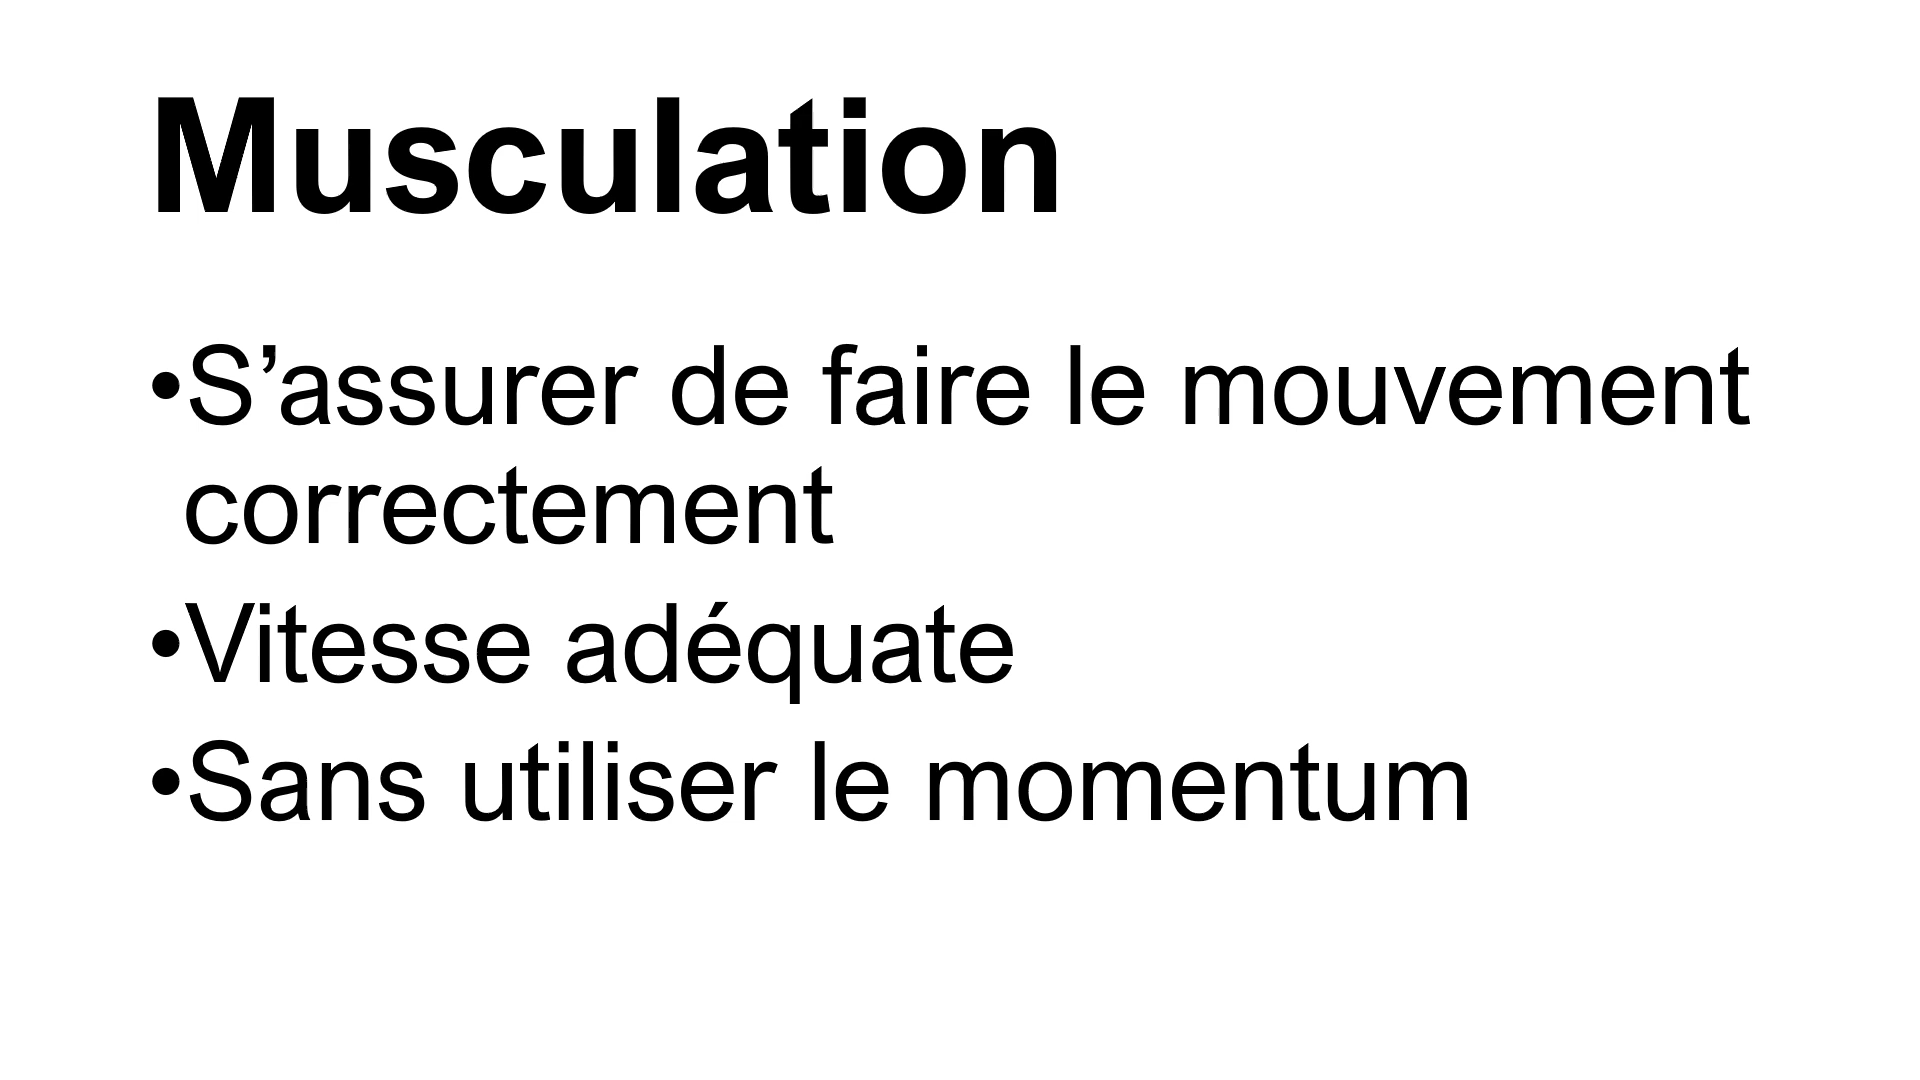 Musculation
•S’assurer de faire le mouvement
correctement
•Vitesse adéquate
•Sans utiliser le momentum